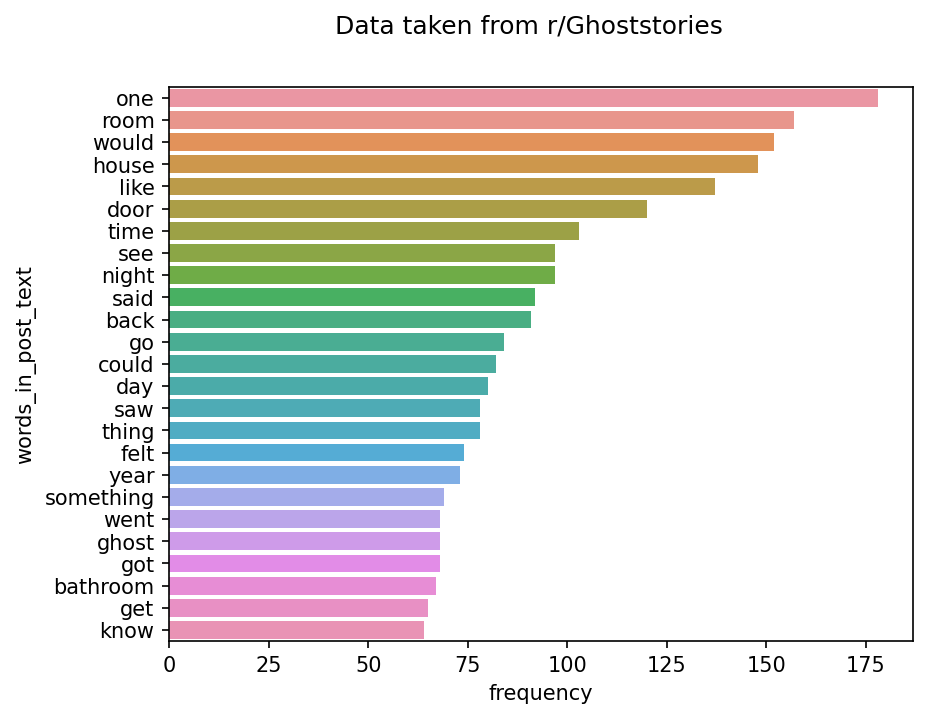 Data taken from r/Ghoststories
words_in_post_text
one
room
would
house
like
door
time
see
night
said
back
go
could
day
saw
thing
felt
year
something
went
ghost
got
bathroom
get
know
0 25 50 75 100 125 150 175
frequency